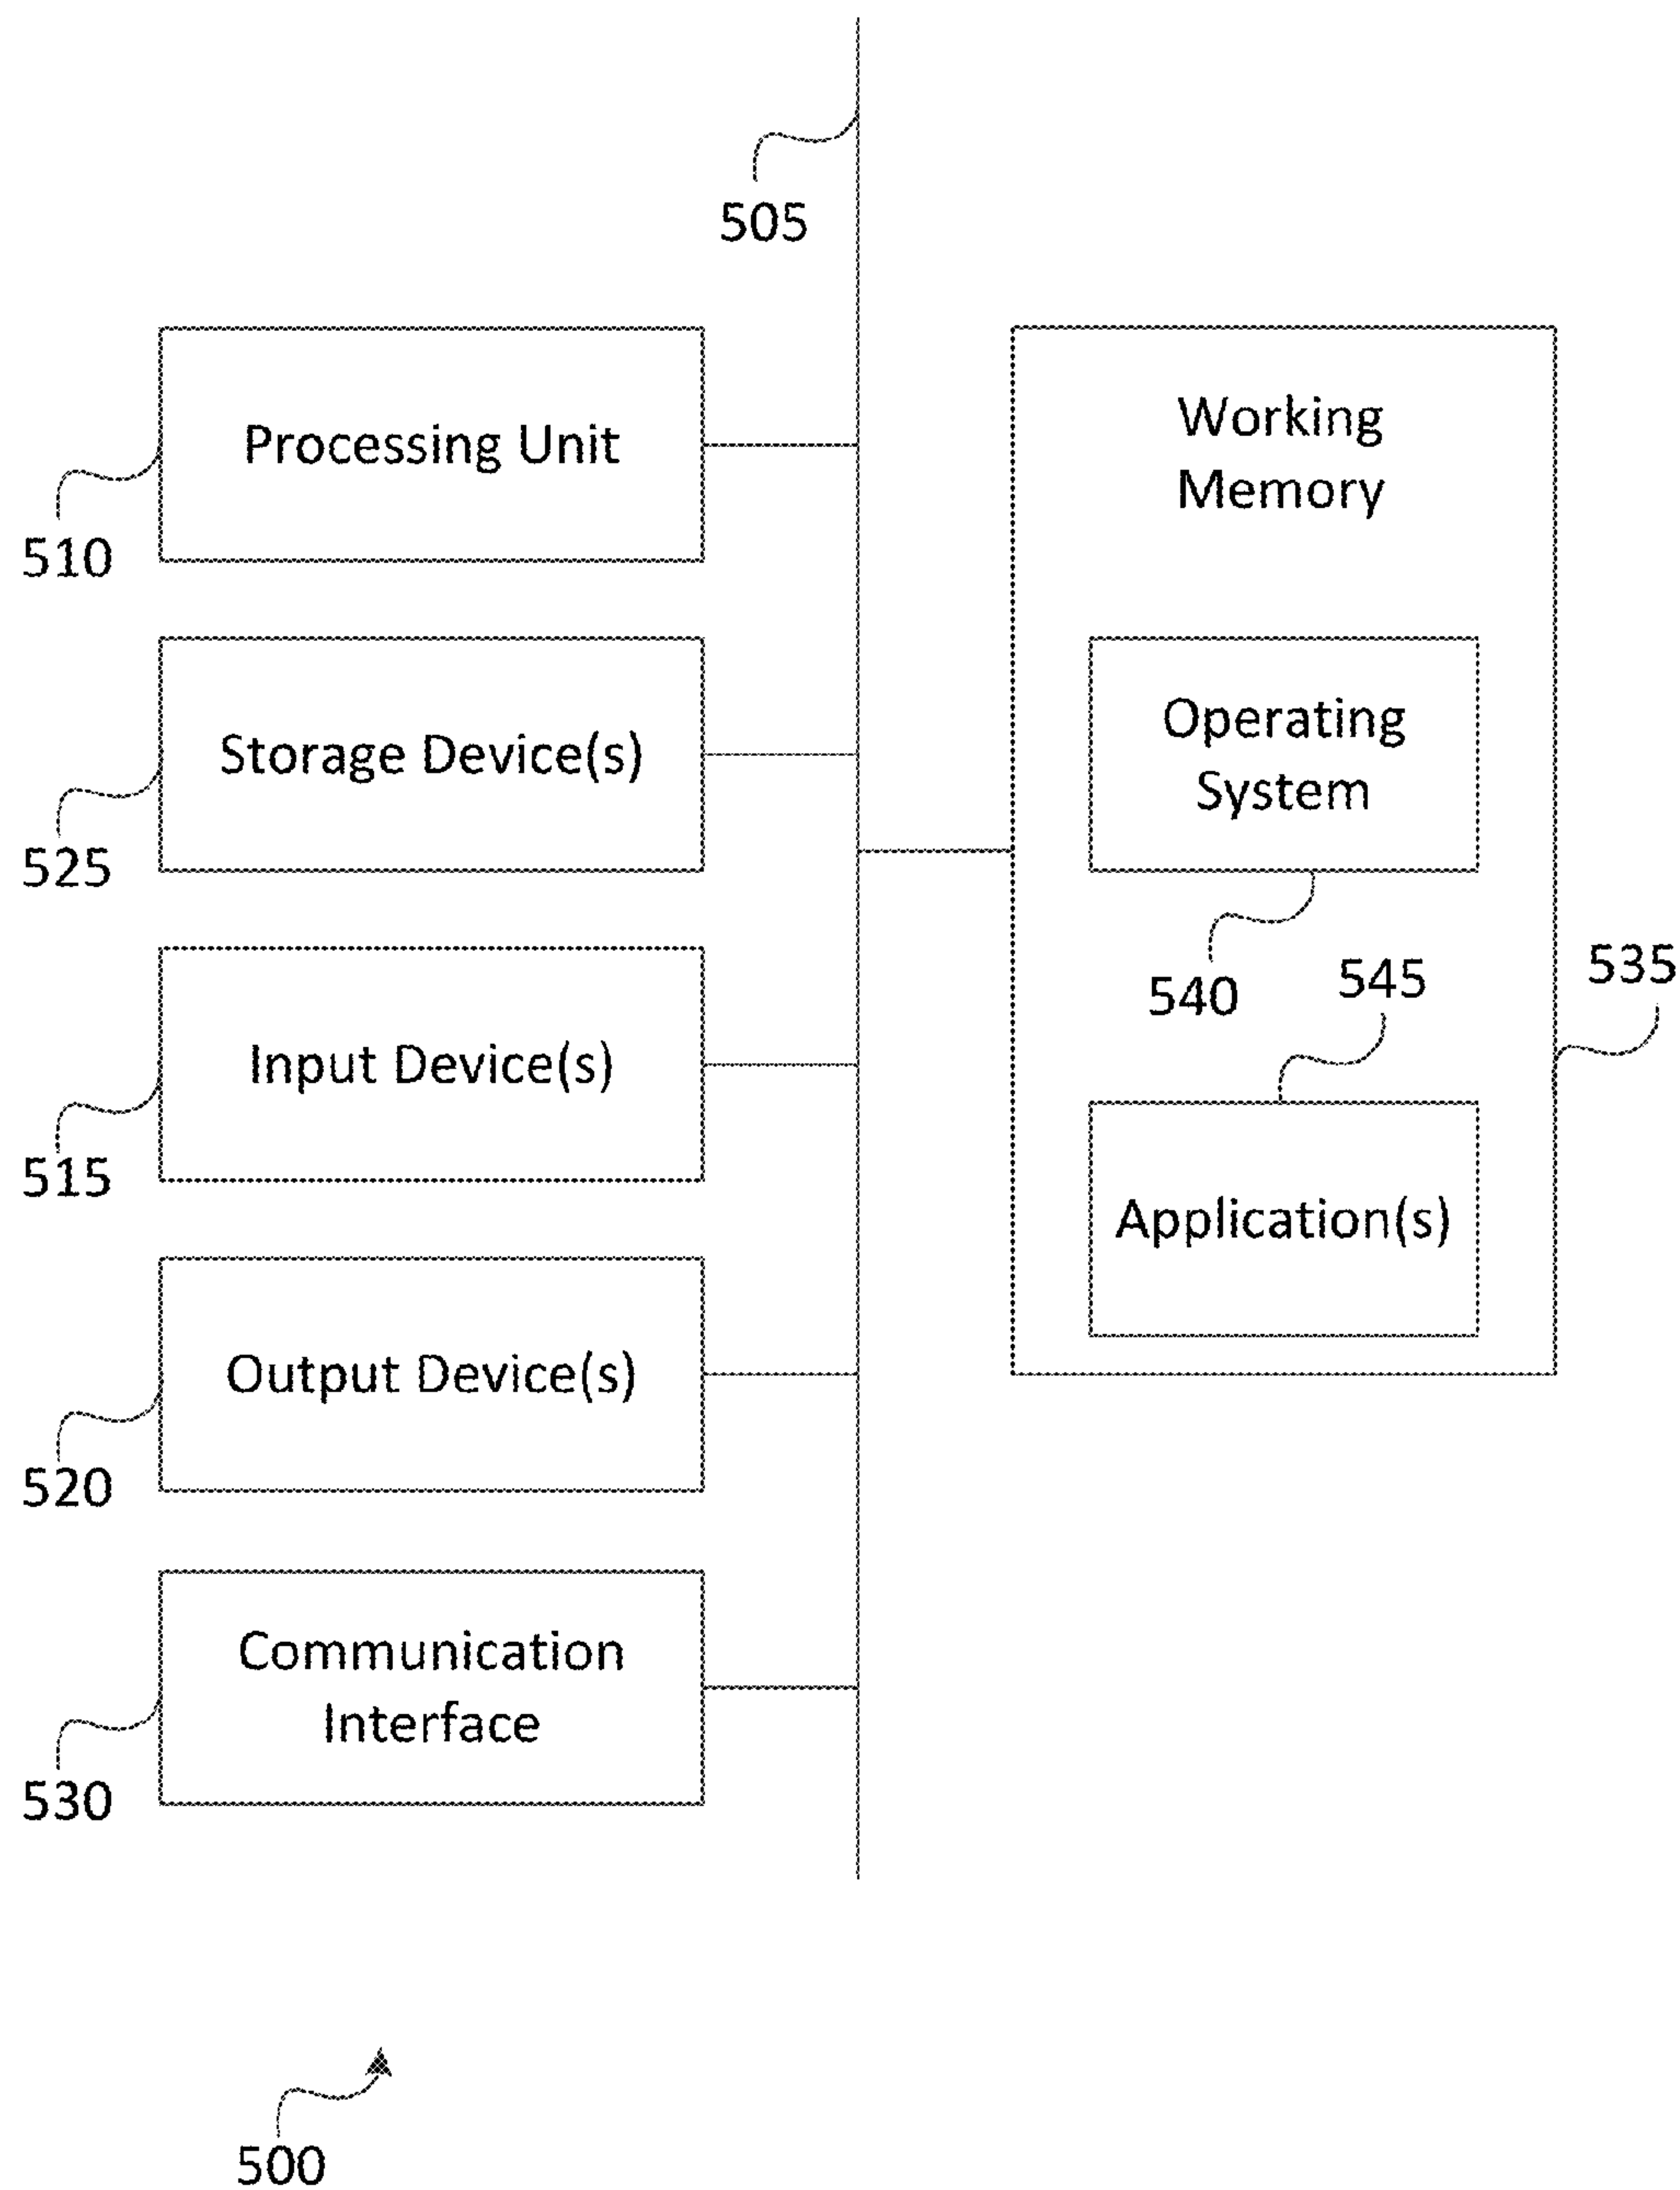 505
Processing Unit
510
Storage Device(s)
525
Input Device(s)
515
Output Device(s)
520
Communication
Interface
530
Working
Memory
Operating
System
540
545
535
Application(s)
500